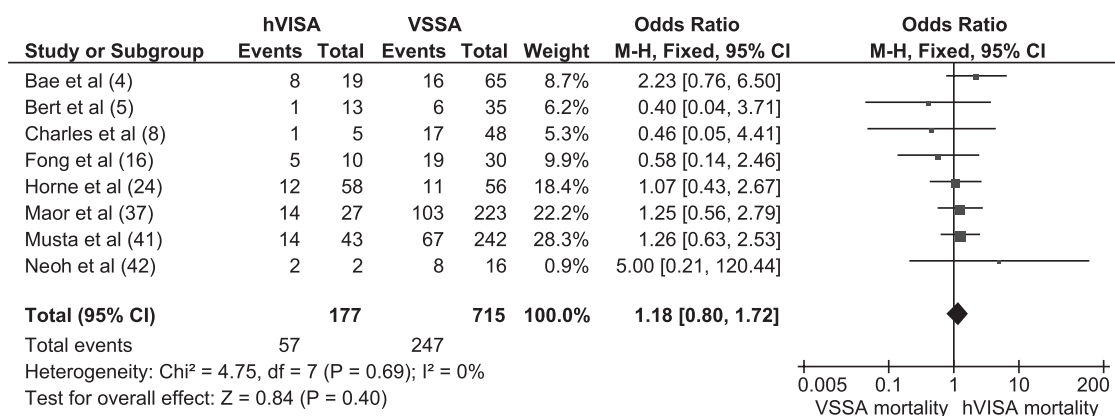 hVISA VSSA Odds Ratio Odds Ratio
Study or Subgroup Events Total Events Total Weight M-H, Fixed, 95% CI M-H, Fixed, 95% CI
Bae et al (4) 8 19 16 65 8.7% 2.23 [0.76, 6.50]
Bert et al (5) 1 13 6 35 6.2% 0.40 [0.04, 3.71]
Charles et al (8) 1 5 17 48 5.3% 0.46 [0.05, 4.41]
Fong et al (16) 5 10 19 30 9.9% 0.58 [0.14, 2.46]
Horne et al (24) 12 58 11 56 18.4% 1.07 [0.43, 2.67]
Maor et al (37) 14 27 103 223 22.2% 1.25 [0.56, 2.79]
Musta et al (41) 14 43 67 242 28.3% 1.26 [0.63, 2.53]
Neoh et al (42) 2 2 8 16 0.9% 5.00 [0.21, 120.44]
Total (95% CI) 177 715 100.0% 1.18 [0.80, 1.72]
Total events 57 247
Heterogeneity: Chi² = 4.75, df = 7 (P = 0.69); I² = 0%
Test for overall effect: Z = 0.84 (P = 0.40)
0.005 0.1 1 10 200
VSSA mortality hVISA mortality